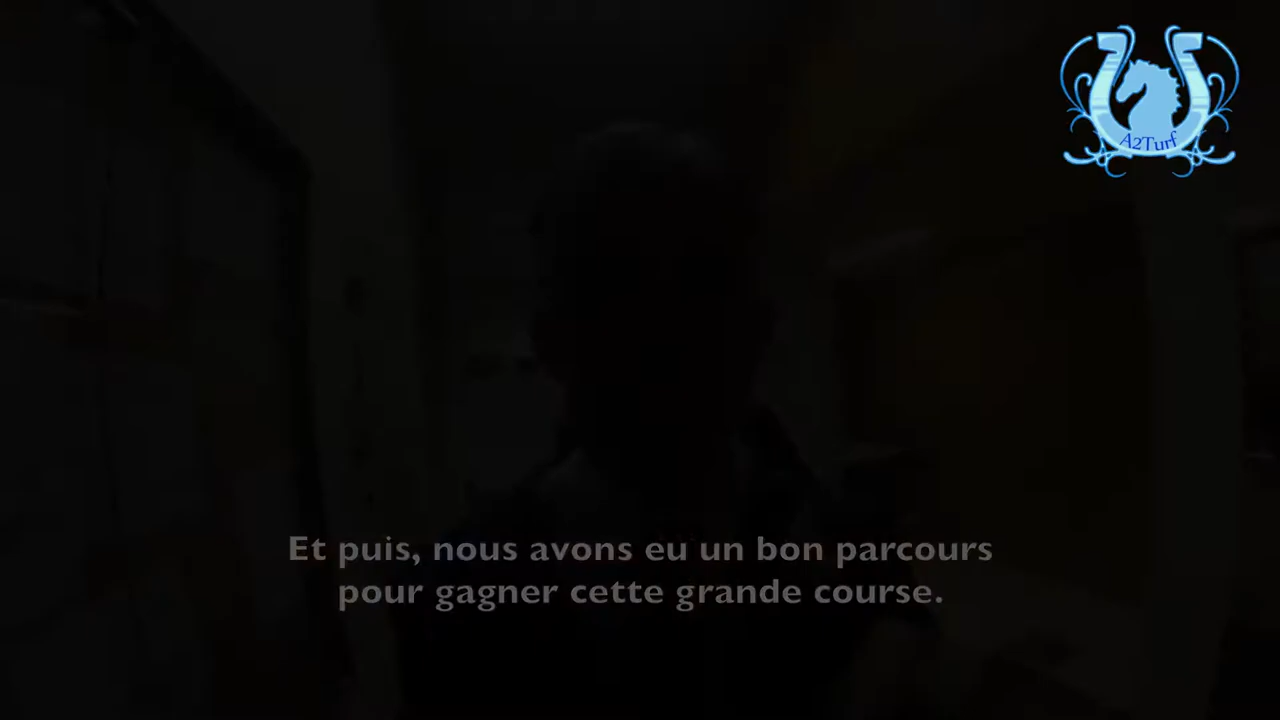 A2Turf
Et puis, nous avons eu un bon parcours
pour gagner cette grande course.